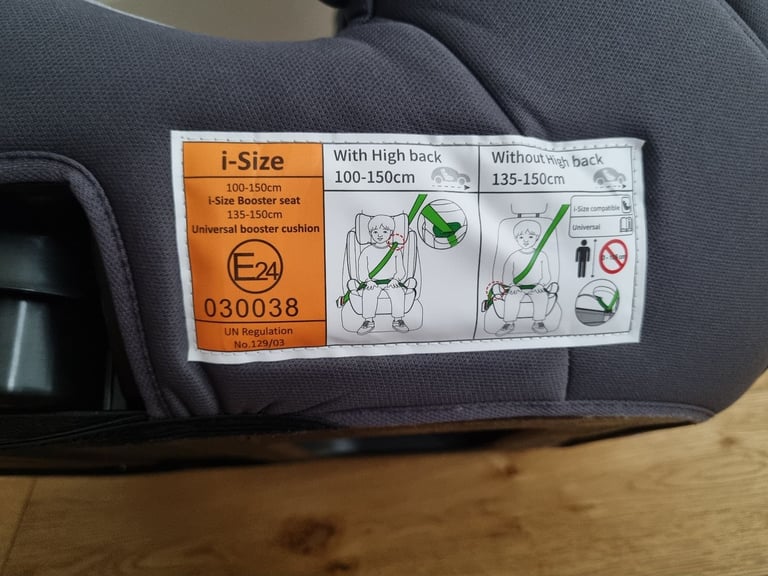 i-Size
100-150cm
i-Size Booster seat
135-150cm
Universal booster cushion
E24
030038
UN Regulation
No.129/03
With High back
100-150cm
Without High back
135-150cm
i-Size compatible
Universal